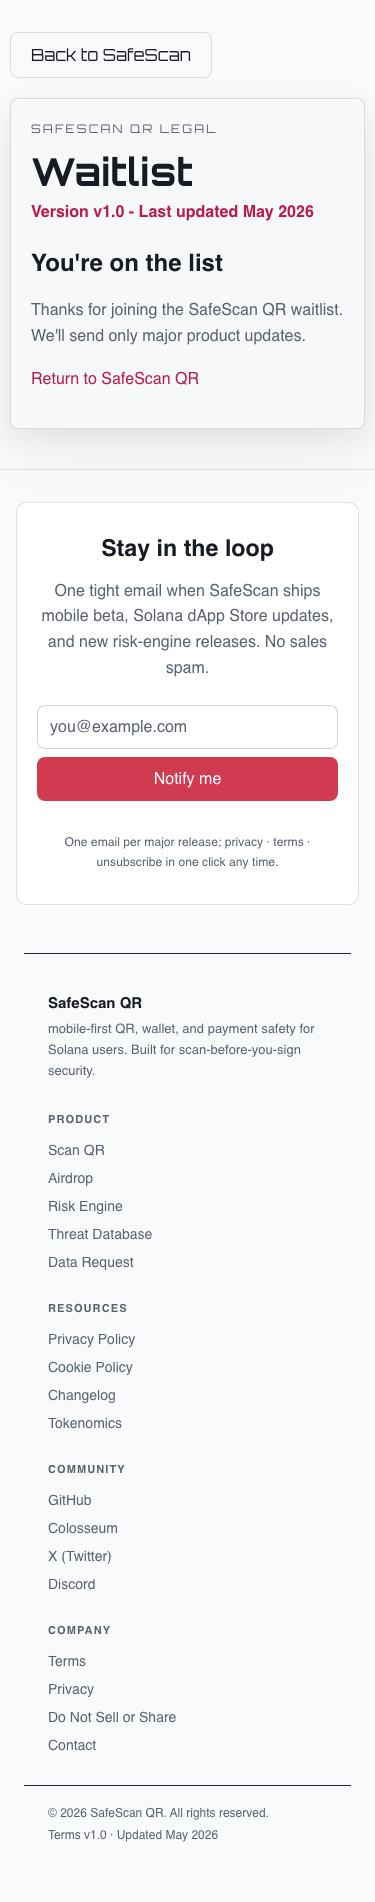 Back to SafeScan
SAFESCAN QR LEGAL
Waitlist
Version v1.0 - Last updated May 2026
You're on the list
Thanks for joining the SafeScan QR waitlist.
We'll send only major product updates.
Return to SafeScan QR
Stay in the loop
One tight email when SafeScan ships
mobile beta, Solana dApp Store updates,
and new risk-engine releases. No sales
spam.
you@example.com
Notify me
One email per major release; privacy · terms ·
unsubscribe in one click any time.
SafeScan QR
mobile-first QR, wallet, and payment safety for
Solana users. Built for scan-before-you-sign
security.
PRODUCT
Scan QR
Airdrop
Risk Engine
Threat Database
Data Request
RESOURCES
Privacy Policy
Cookie Policy
Changelog
Tokenomics
COMMUNITY
GitHub
Colosseum
X (Twitter)
Discord
COMPANY
Terms
Privacy
Do Not Sell or Share
Contact
© 2026 SafeScan QR. All rights reserved.
Terms v1.0 · Updated May 2026